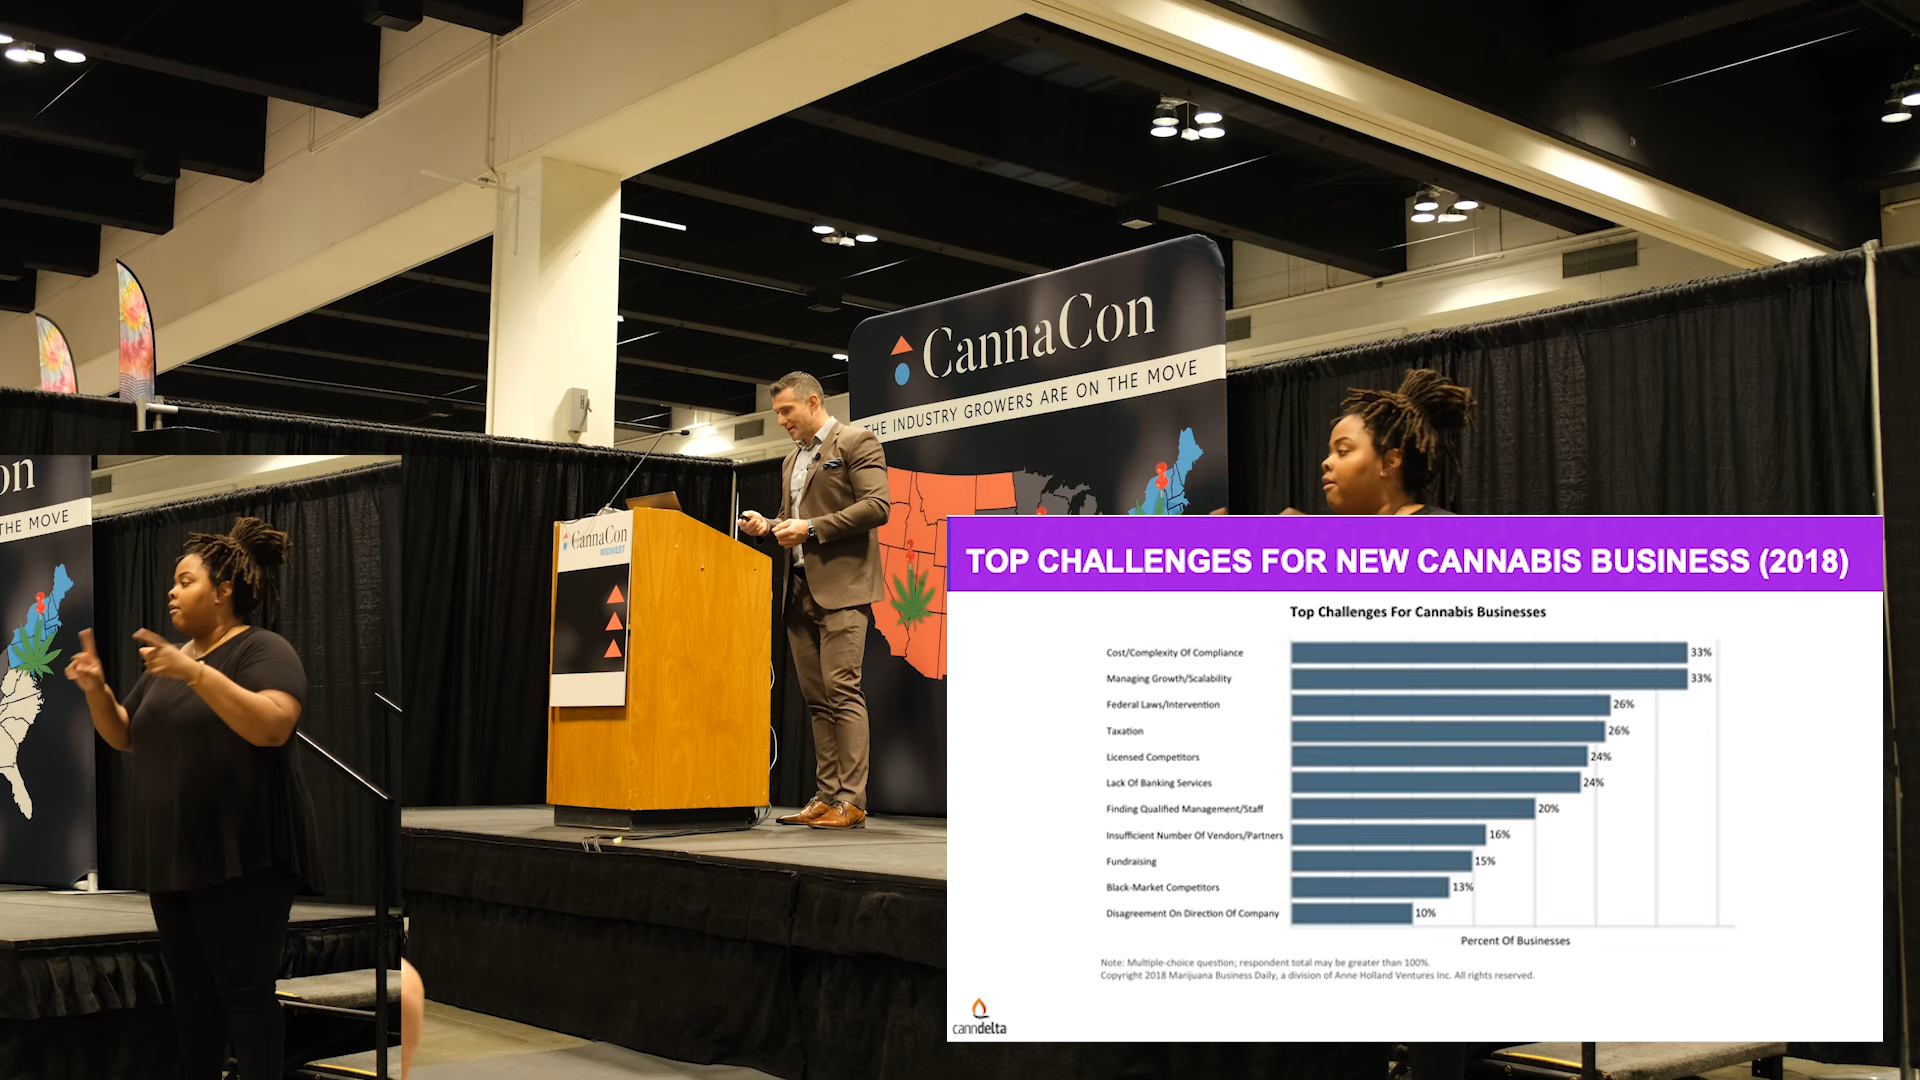 CannaCon
THE INDUSTRY GROWERS ARE ON THE MOVE
on
THE MOVE
CannaCon
MIDWEST
TOP CHALLENGES FOR NEW CANNABIS BUSINESS (2018)
Top Challenges For Cannabis Businesses
Cost/Complexity Of Compliance 33%
Managing Growth/Scalability 33%
Federal Laws/Intervention 26%
Taxation 26%
Licensed Competitors 24%
Lack Of Banking Services 24%
Finding Qualified Management/Staff 20%
Insufficient Number Of Vendors/Partners 16%
Fundraising 15%
Black-Market Competitors 13%
Disagreement On Direction Of Company 10%
Percent Of Businesses
Note: Multiple-choice question; respondent total may be greater than 100%.
Copyright 2018 Marijuana Business Daily, a division of Anne Holland Ventures Inc. All rights reserved.
canndelta